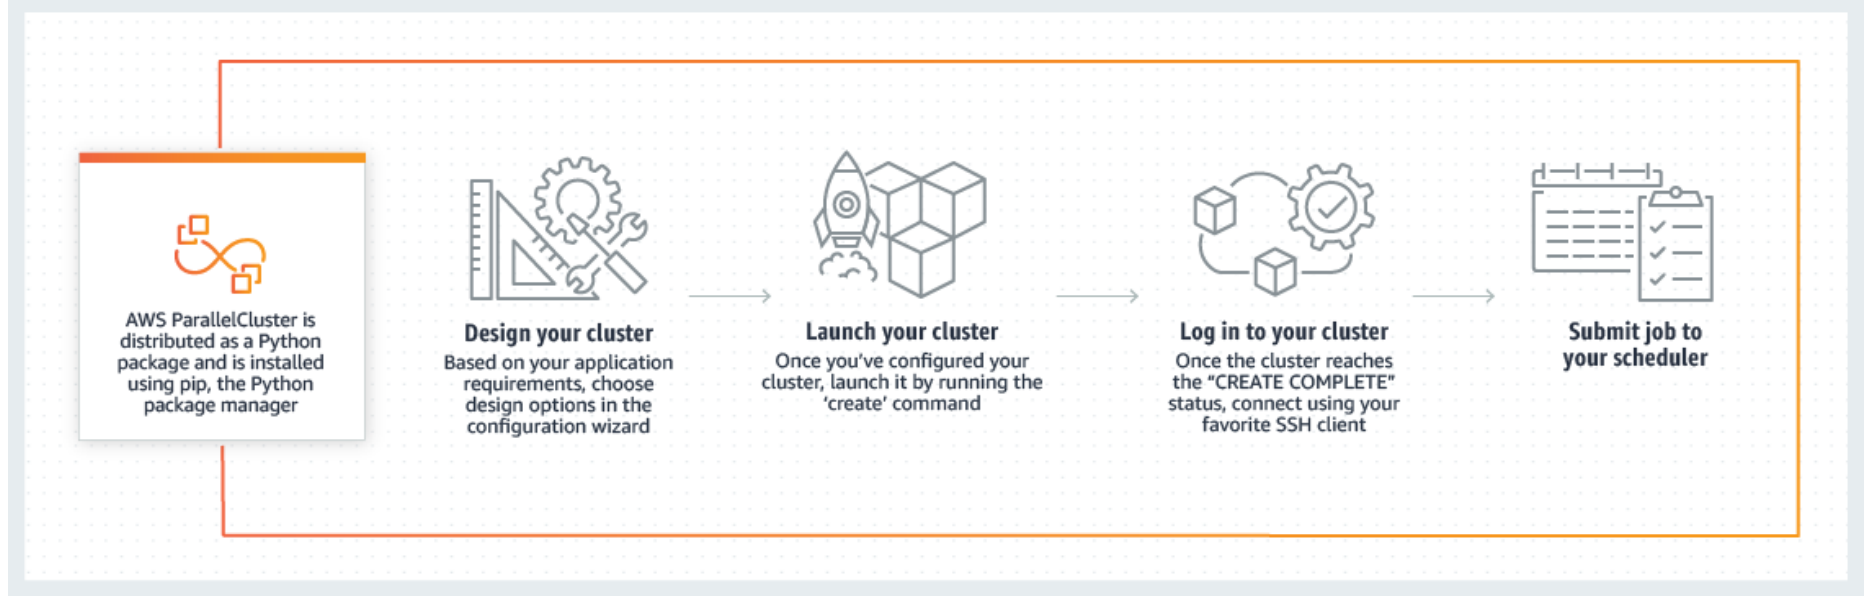 AWS ParallelCluster is
distributed as a Python
package and is installed
using pip, the Python
package manager
Design your cluster
Based on your application
requirements, choose
design options in the
configuration wizard
Launch your cluster
Once you've configured your
cluster, launch it by running the
'create' command
Log in to your cluster
Once the cluster reaches
the “CREATE COMPLETE”
status, connect using your
favorite SSH client
Submit job to
your scheduler